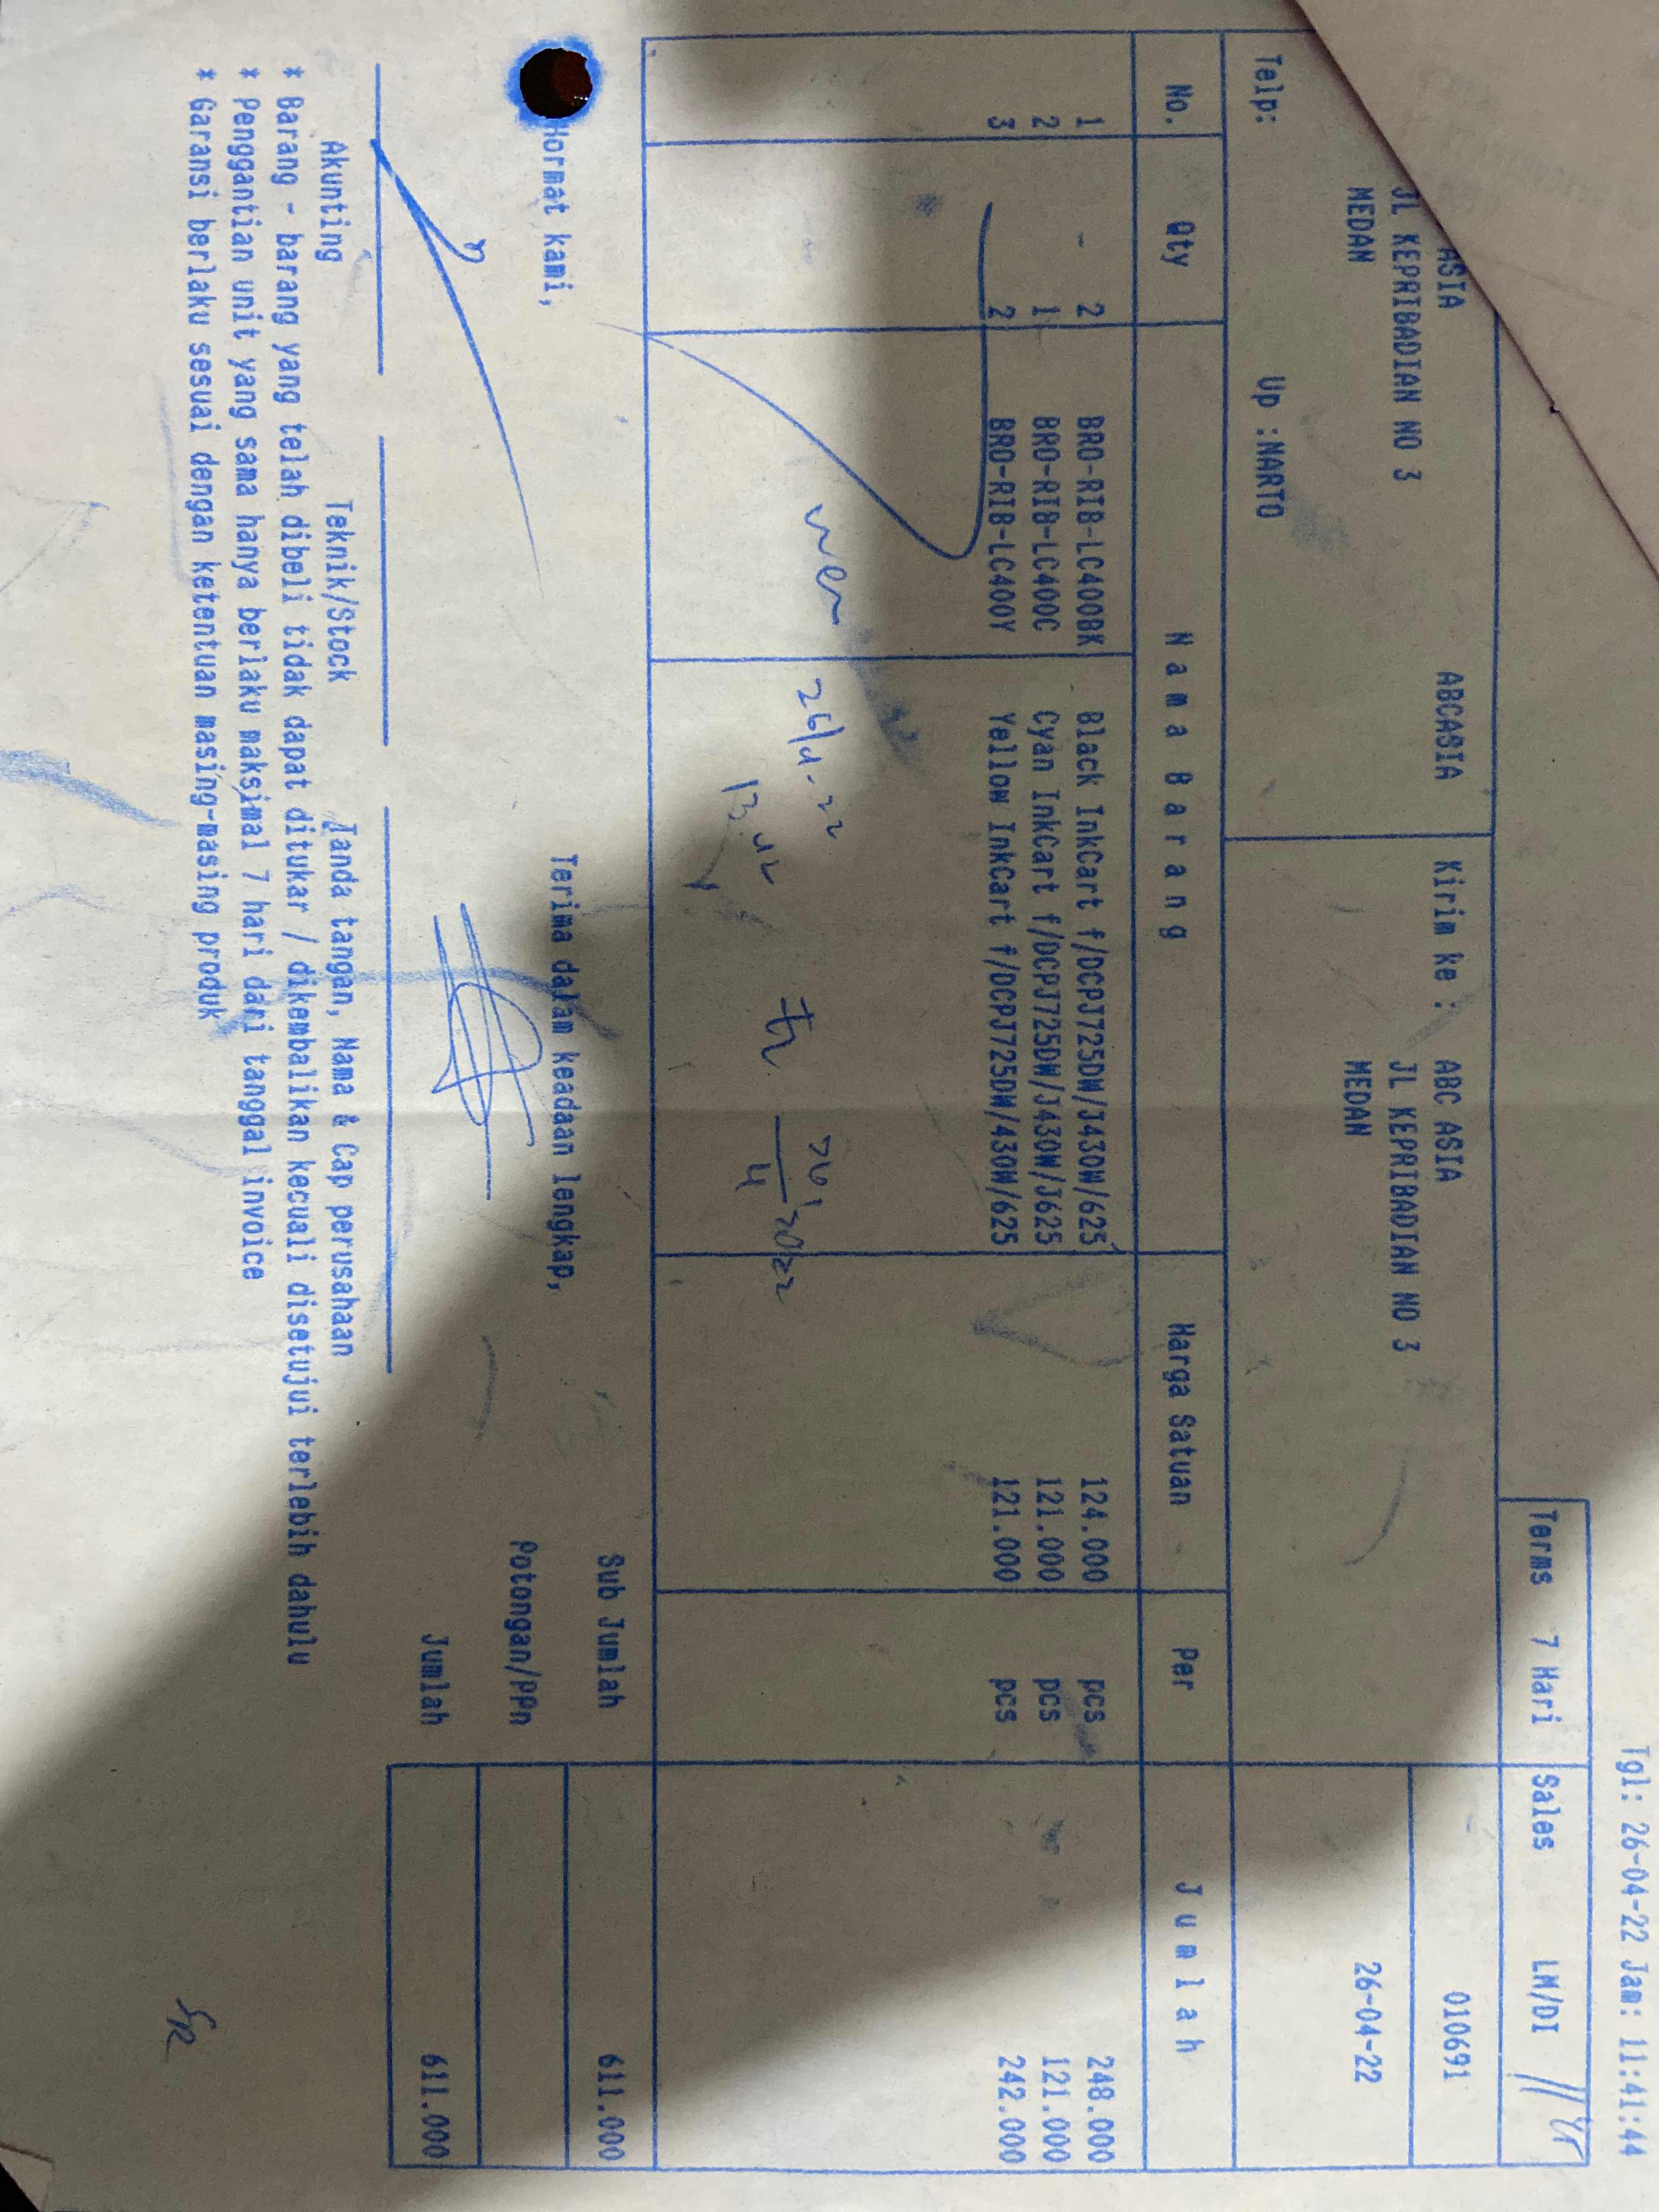 Tgl: 26-04-22 Jam: 11:41:44
Terms 7 Hari Sales LM/DI
ASIA ABCASIA Kirim ke : ABC ASIA 010691
JL KEPRIBADIAN NO 3 JL KEPRIBADIAN NO 3
MEDAN MEDAN 26-04-22
Telp: Up :NARTO
No. Qty Nama Barang Harga Satuan Per Jumlah
1 2 BRO-RIB-LC400BK Black InkCart f/DCPJ725DW/J430W/625 124.000 pcs 248.000
2 1 BRO-RIB-LC400C Cyan InkCart f/DCPJ725DW/J430W/J625 121.000 pcs 121.000
3 2 BRO-RIB-LC400Y Yellow InkCart f/DCPJ725DW/430W/625 121.000 pcs 242.000
26/4-22
26/4 2022
Hormat kami, Terima dalam keadaan lengkap, Sub Jumlah 611.000
Potongan/PPn
Jumlah 611.000
Akunting Teknik/Stock Tanda tangan, Nama & Cap perusahaan
* Barang - barang yang telah dibeli tidak dapat ditukar / dikembalikan kecuali disetujui terlebih dahulu
* Penggantian unit yang sama hanya berlaku maksimal 7 hari dari tanggal invoice
* Garansi berlaku sesuai dengan ketentuan masing-masing produk